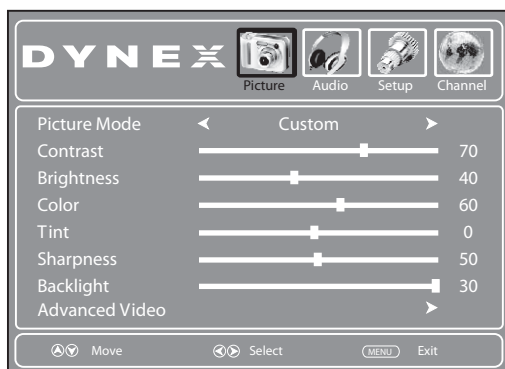 DYNEX
Picture Audio Setup Channel
Picture Mode Custom
Contrast 70
Brightness 40
Color 60
Tint 0
Sharpness 50
Backlight 30
Advanced Video
Move Select MENU Exit